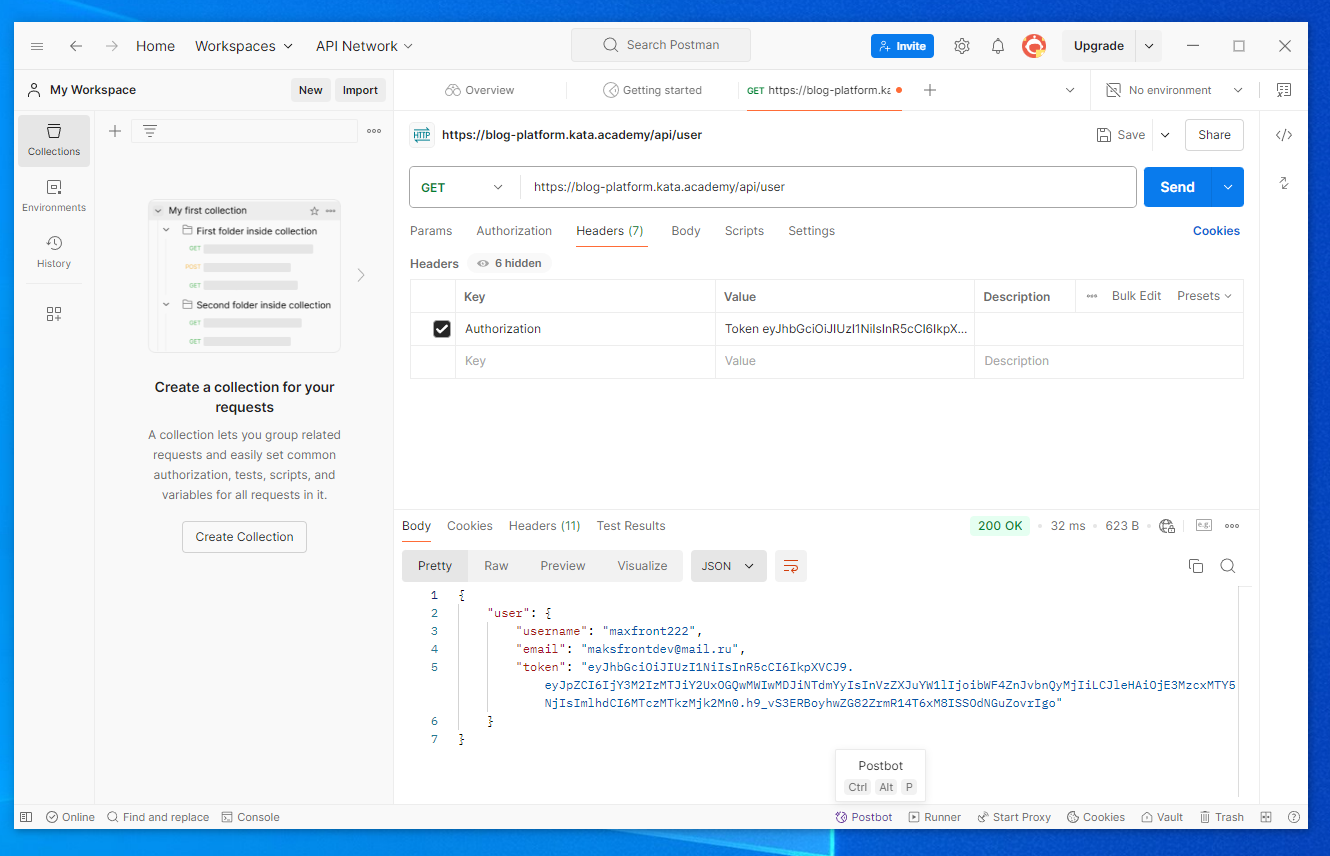 Home Workspaces API Network Search Postman Invite Upgrade
My Workspace New Import Overview Getting started GET https://blog-platform.ka No environment
Collections
Environments
History
My first collection
First folder inside collection
GET
POST
GET
Second folder inside collection
GET
GET
Create a collection for your
requests
A collection lets you group related
requests and easily set common
authorization, tests, scripts, and
variables for all requests in it.
Create Collection
HTTP https://blog-platform.kata.academy/api/user Save Share
GET https://blog-platform.kata.academy/api/user Send
Params Authorization Headers (7) Body Scripts Settings Cookies
Headers 6 hidden
Key Value Description Bulk Edit Presets
Authorization Token eyJhbGciOiJIUzI1NiIsInR5cCI6IkpX...
Key Value Description
Body Cookies Headers (11) Test Results 200 OK 32 ms 623 B e.g.
Pretty Raw Preview Visualize JSON
1 {
2 "user": {
3 "username": "maxfront222",
4 "email": "maksfrontdev@mail.ru",
5 "token": "eyJhbGciOiJIUzI1NiIsInR5cCI6IkpXVCJ9.
eyJpZCI6IjY3M2IzMTJiY2UxOGQwMWIwMDJiNTdmYyIsInVzZXJuYW1lIjoibWF4ZnJvbnQyMjIiLCJleHAiOjE3MzcxMTY5
NjIsImlhdCI6MTczMTkzMjk2Mn0.h9_vS3ERBoyhwZG82ZrmR14T6xM8ISSOdNGuZovrIgo"
6 }
7 }
Postbot
Ctrl Alt P
Online Find and replace Console Postbot Runner Start Proxy Cookies Vault Trash